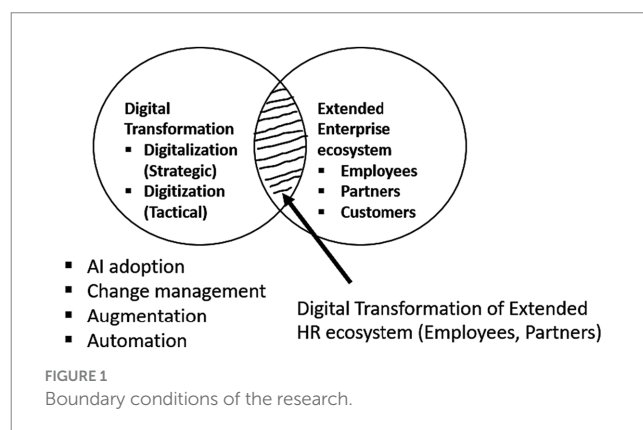 Digital
Transformation
▪ Digitalization
(Strategic)
▪ Digitization
(Tactical)
Extended
Enterprise
ecosystem
▪ Employees
▪ Partners
▪ Customers
▪ AI adoption
▪ Change management
▪ Augmentation
▪ Automation
Digital Transformation of Extended
HR ecosystem (Employees, Partners)
FIGURE 1
Boundary conditions of the research.